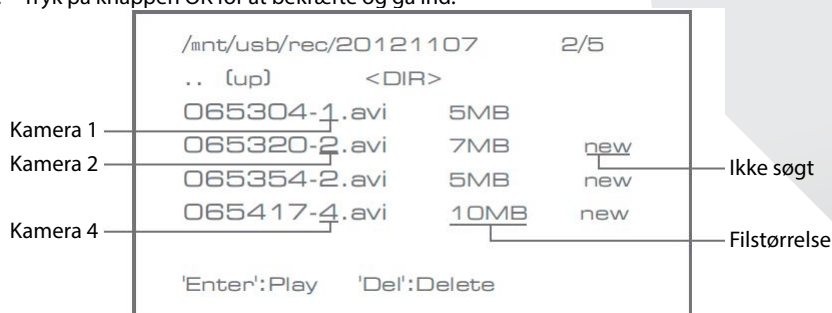 Tryk på knappen OK for at bekræfte og gå ind.
/mnt/usb/rec/20121107 2/5
.. (up) <DIR>
065304-1.avi 5MB
Kamera 1
065320-2.avi 7MB new
Kamera 2
Ikke søgt
065354-2.avi 5MB new
065417-4.avi 10MB new
Kamera 4
Filstørrelse
'Enter':Play 'Del':Delete